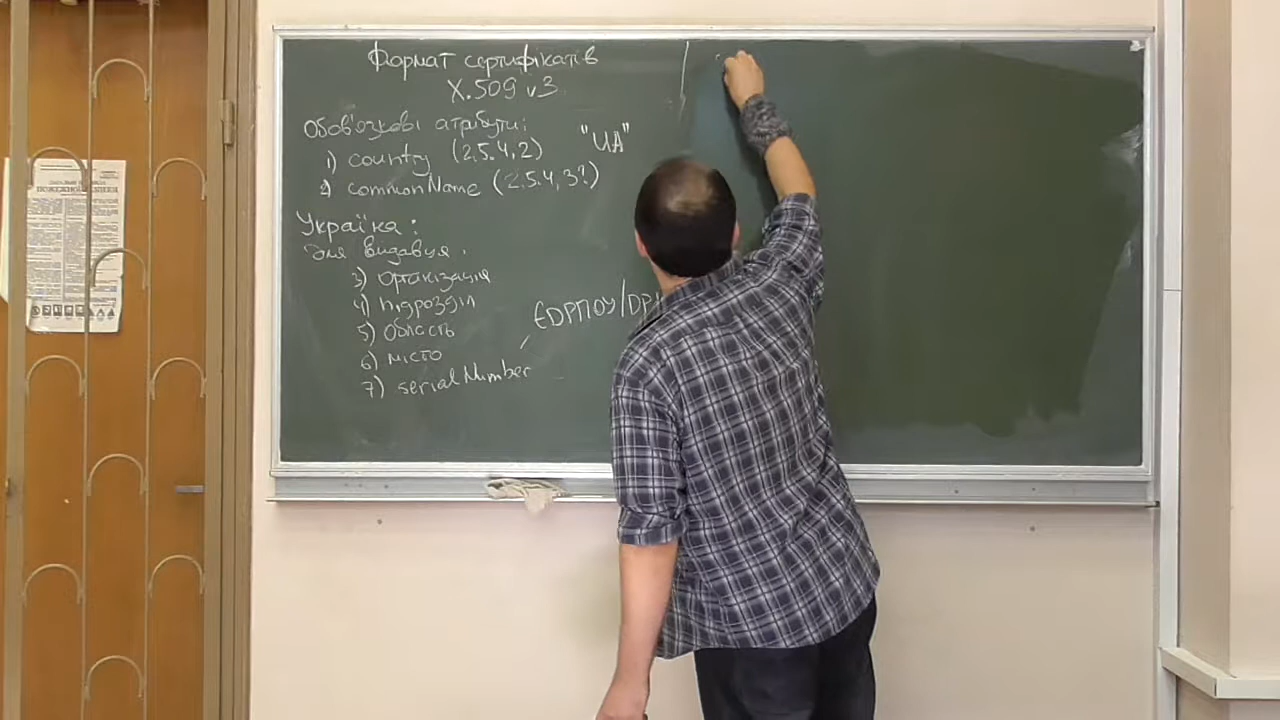 Формат сертифікатів
X.509 v3
Обов'язкові атрибути:
1) country (2.5.4.2) "UA"
2) commonName (2.5.4.3?)
Україна:
для видавця:
3) Організація
4) підрозділ
5) Область
6) місто
7) serialNumber
ЄДРПОУ/ДР